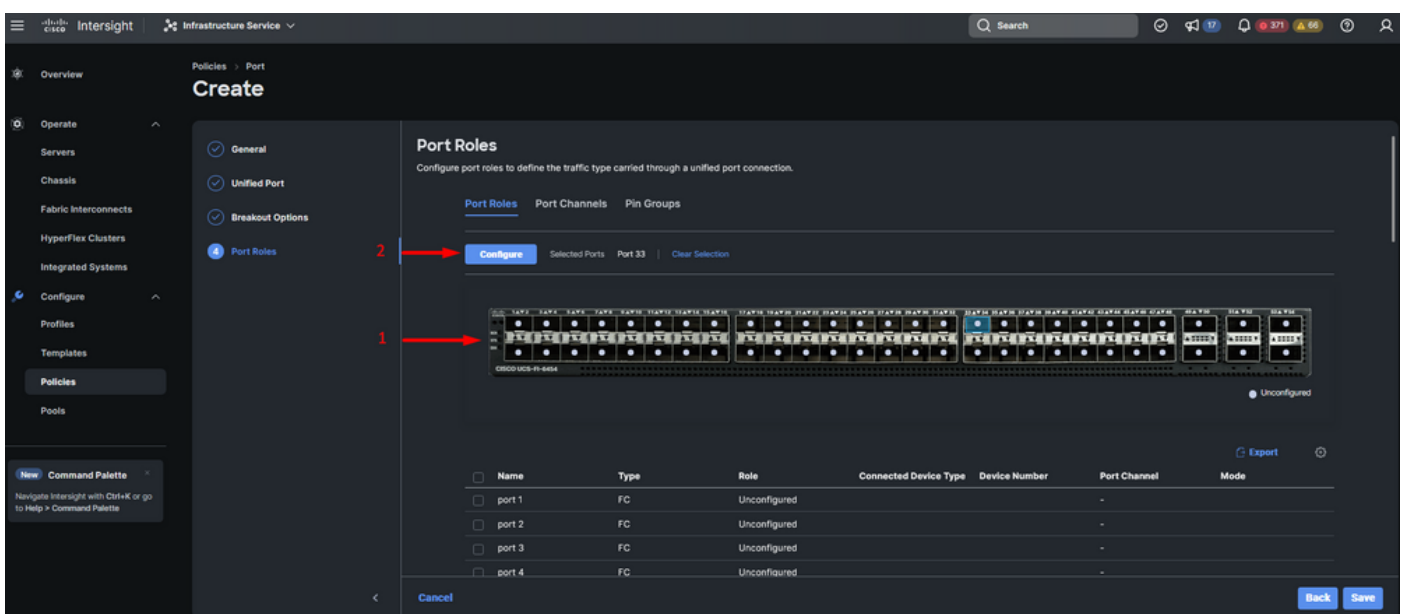 CISCO Intersight
Infrastructure Service
Search
17
371
66
Overview
Operate
Servers
Chassis
Fabric Interconnects
HyperFlex Clusters
Integrated Systems
Configure
Profiles
Templates
Policies
Pools
New Command Palette
Navigate Intersight with Ctrl+K or go
to Help > Command Palette
Policies > Port
Create
General
Unified Port
Breakout Options
4 Port Roles
Port Roles
Configure port roles to define the traffic type carried through a unified port connection.
Port Roles Port Channels Pin Groups
2
Configure Selected Ports Port 33 | Clear Selection
1
CISCO UCS-FI-6454
Unconfigured
Export
Name Type Role Connected Device Type Device Number Port Channel Mode
port 1 FC Unconfigured -
port 2 FC Unconfigured -
port 3 FC Unconfigured -
port 4 FC Unconfigured
Cancel Back Save